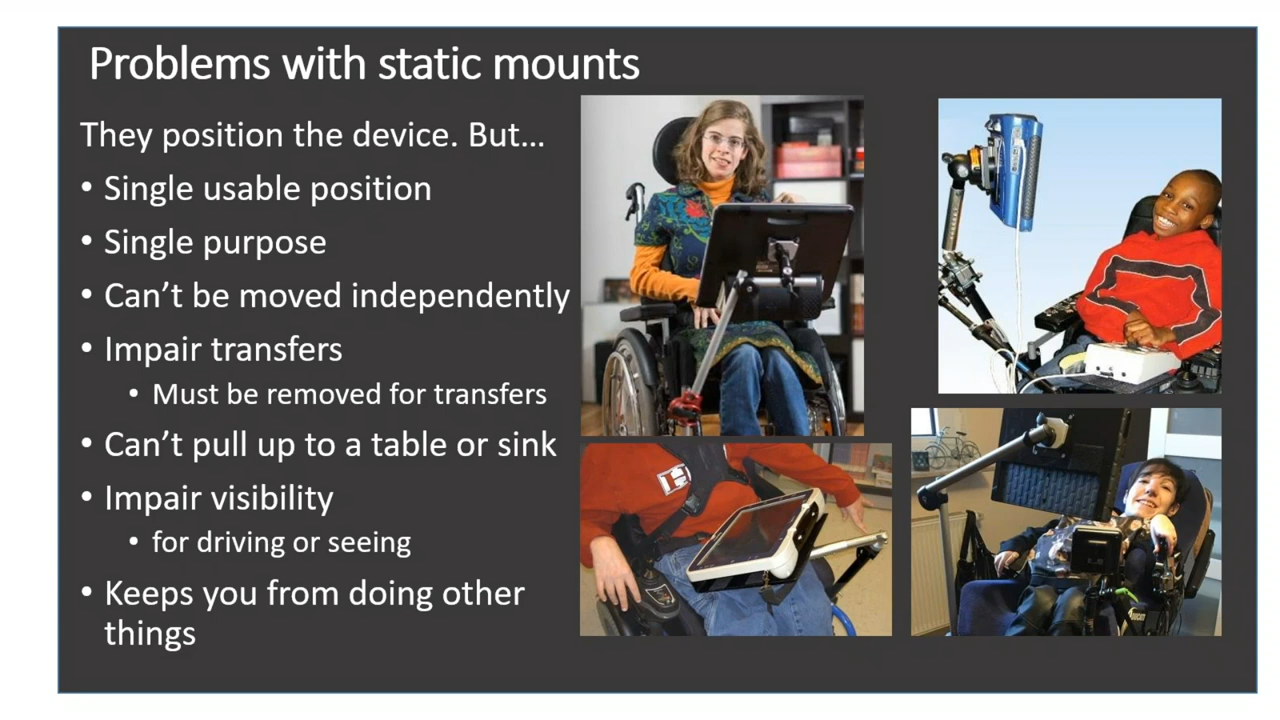 Problems with static mounts
They position the device. But…
• Single usable position
• Single purpose
• Can’t be moved independently
• Impair transfers
• Must be removed for transfers
• Can’t pull up to a table or sink
• Impair visibility
• for driving or seeing
• Keeps you from doing other
things